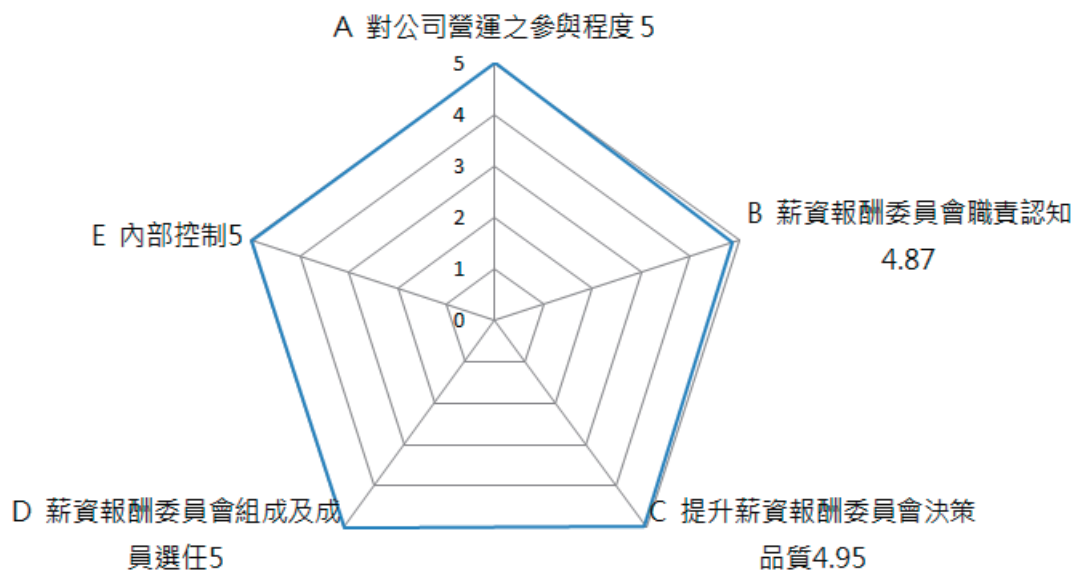 A 對公司營運之參與程度 5
5
4
3
2
1
0
B 薪資報酬委員會職責認知
4.87
E 內部控制5
D 薪資報酬委員會組成及成
員選任5
C 提升薪資報酬委員會決策
品質4.95